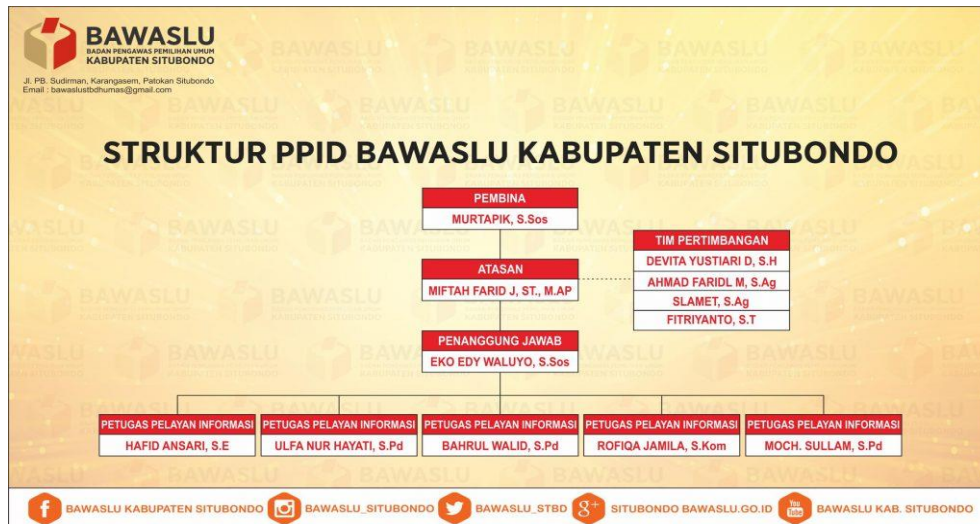 BAWASLU
BADAN PENGAWAS PEMILIHAN UMUM
KABUPATEN SITUBONDO
Jl. PB. Sudirman, Karangasem, Patokan Situbondo
Email : bawaslustbdhumas@gmail.com
STRUKTUR PPID BAWASLU KABUPATEN SITUBONDO
PEMBINA
MURTAPIK, S.Sos
ATASAN
MIFTAH FARID J, ST., M.AP
TIM PERTIMBANGAN
DEVITA YUSTIARI D, S.H
AHMAD FARIDL M, S.Ag
SLAMET, S.Ag
FITRIYANTO, S.T
PENANGGUNG JAWAB
EKO EDY WALUYO, S.Sos
PETUGAS PELAYAN INFORMASI
HAFID ANSARI, S.E
PETUGAS PELAYAN INFORMASI
ULFA NUR HAYATI, S.Pd
PETUGAS PELAYAN INFORMASI
BAHRUL WALID, S.Pd
PETUGAS PELAYAN INFORMASI
ROFIQA JAMILA, S.Kom
PETUGAS PELAYAN INFORMASI
MOCH. SULLAM, S.Pd
BAWASLU KABUPATEN SITUBONDO
BAWASLU_SITUBONDO
BAWASLU_STBD
SITUBONDO BAWASLU.GO.ID
You Tube
BAWASLU KAB. SITUBONDO